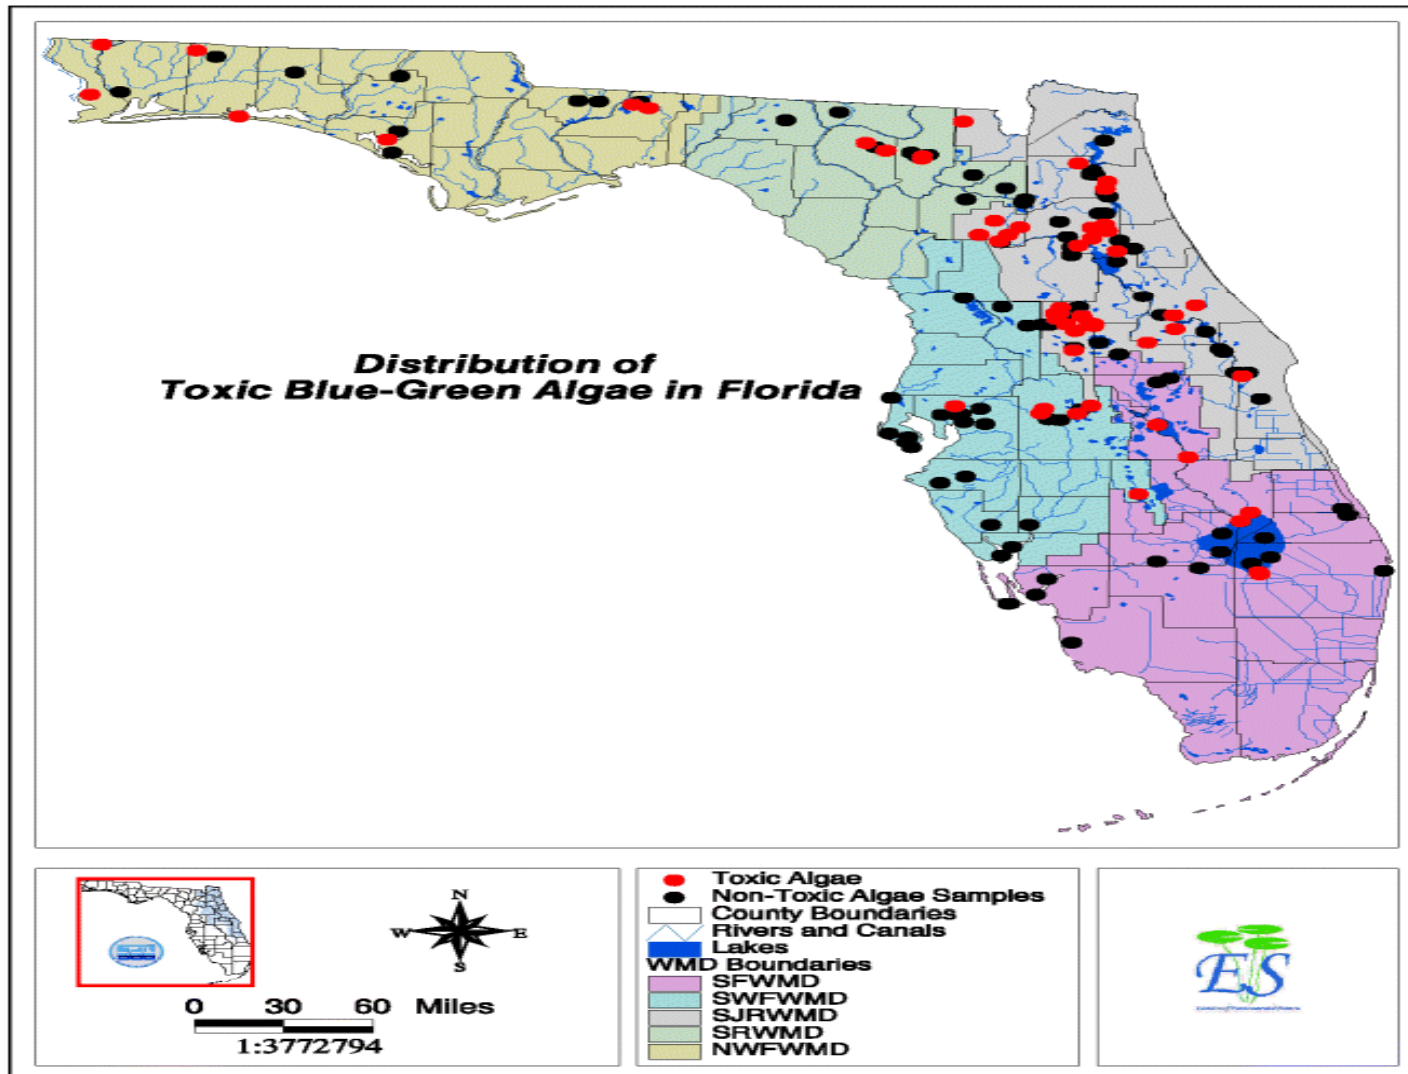 Distribution of
Toxic Blue-Green Algae in Florida
N
W E
S
0 30 60 Miles
1:3772794
Toxic Algae
Non-Toxic Algae Samples
County Boundaries
Rivers and Canals
Lakes
WMD Boundaries
SFWMD
SWFWMD
SJRWMD
SRWMD
NWFWMD
ES